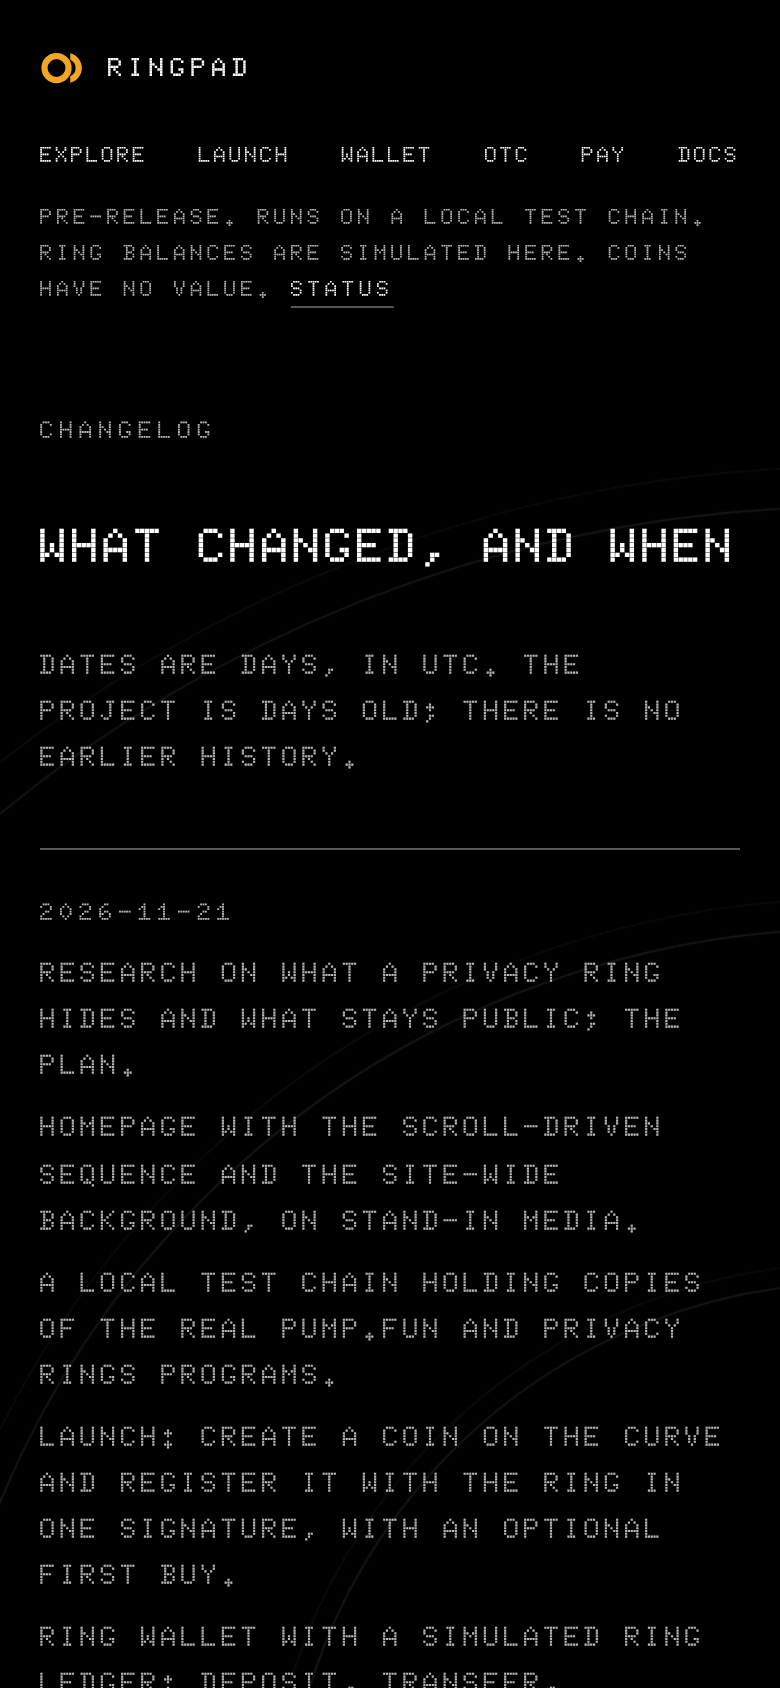 RINGPAD
EXPLORE LAUNCH WALLET OTC PAY DOCS
PRE-RELEASE. RUNS ON A LOCAL TEST CHAIN.
RING BALANCES ARE SIMULATED HERE. COINS
HAVE NO VALUE. STATUS
CHANGELOG
WHAT CHANGED, AND WHEN
DATES ARE DAYS, IN UTC. THE
PROJECT IS DAYS OLD; THERE IS NO
EARLIER HISTORY.
2026-11-21
RESEARCH ON WHAT A PRIVACY RING
HIDES AND WHAT STAYS PUBLIC; THE
PLAN.
HOMEPAGE WITH THE SCROLL-DRIVEN
SEQUENCE AND THE SITE-WIDE
BACKGROUND, ON STAND-IN MEDIA.
A LOCAL TEST CHAIN HOLDING COPIES
OF THE REAL PUMP.FUN AND PRIVACY
RINGS PROGRAMS.
LAUNCH: CREATE A COIN ON THE CURVE
AND REGISTER IT WITH THE RING IN
ONE SIGNATURE, WITH AN OPTIONAL
FIRST BUY.
RING WALLET WITH A SIMULATED RING
LEDGER: DEPOSIT, TRANSFER,